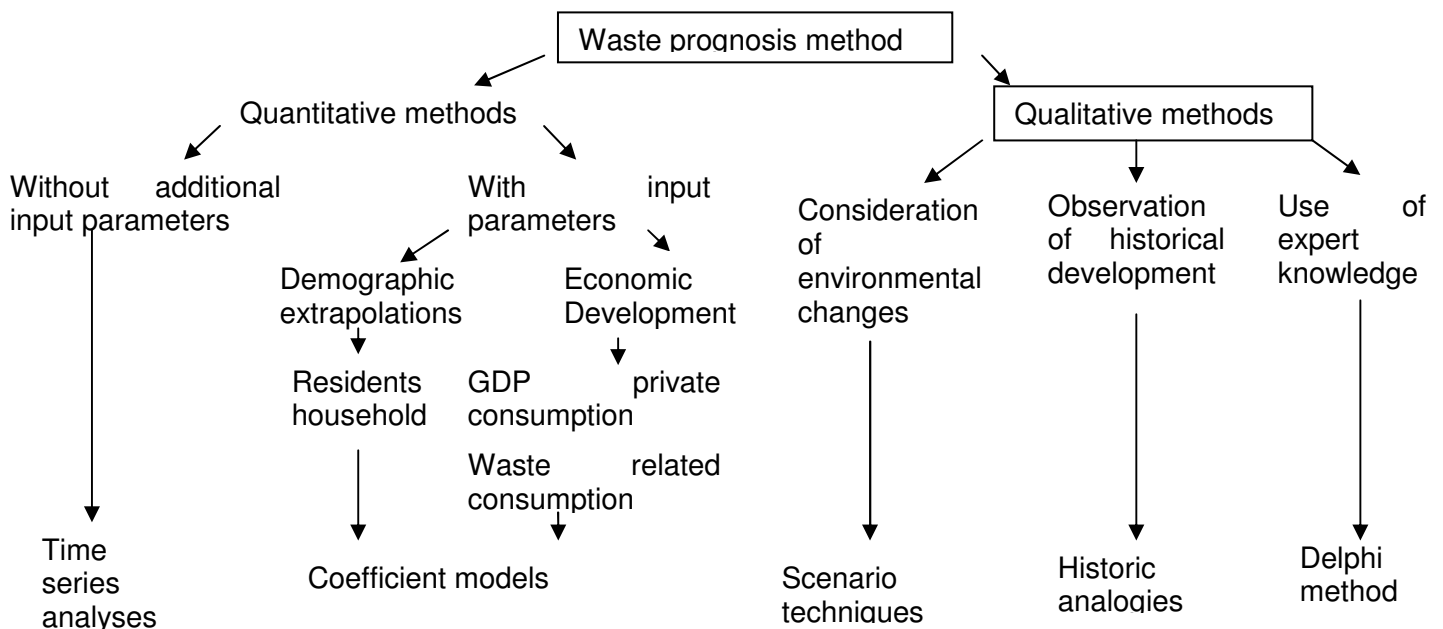 Waste prognosis method
Quantitative methods
Qualitative methods
Without additional
input parameters
With input
parameters
Consideration
of
environmental
changes
Observation
of historical
development
Use of
expert
knowledge
Demographic
extrapolations
Economic
Development
Residents
household
GDP private
consumption
Waste related
consumption
Time
series
analyses
Coefficient models
Scenario
techniques
Historic
analogies
Delphi
method